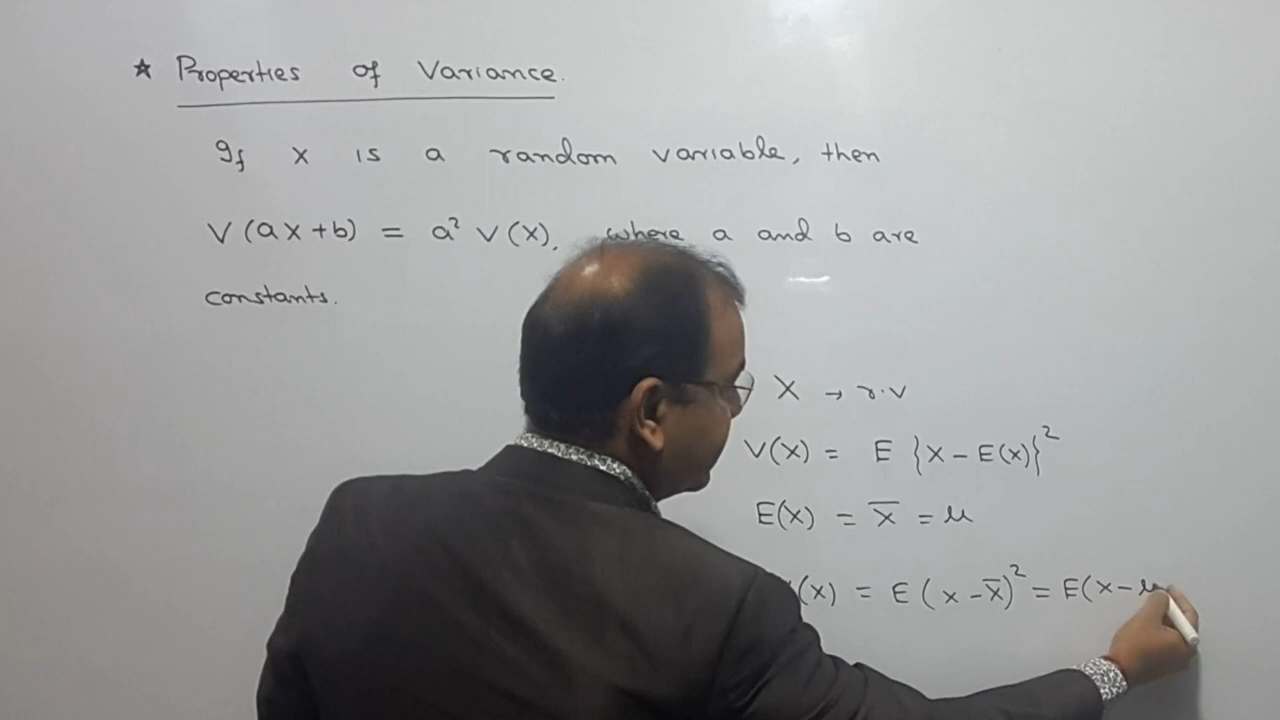 ★ Properties of Variance.
If X is a random variable, then
V(aX+b) = a² V(X), where a and b are
constants.
X → r.v
V(X) = E {X - E(X)}²
E(X) = X̅ = μ
(X) = E (X - X̅)² = E(X - μ